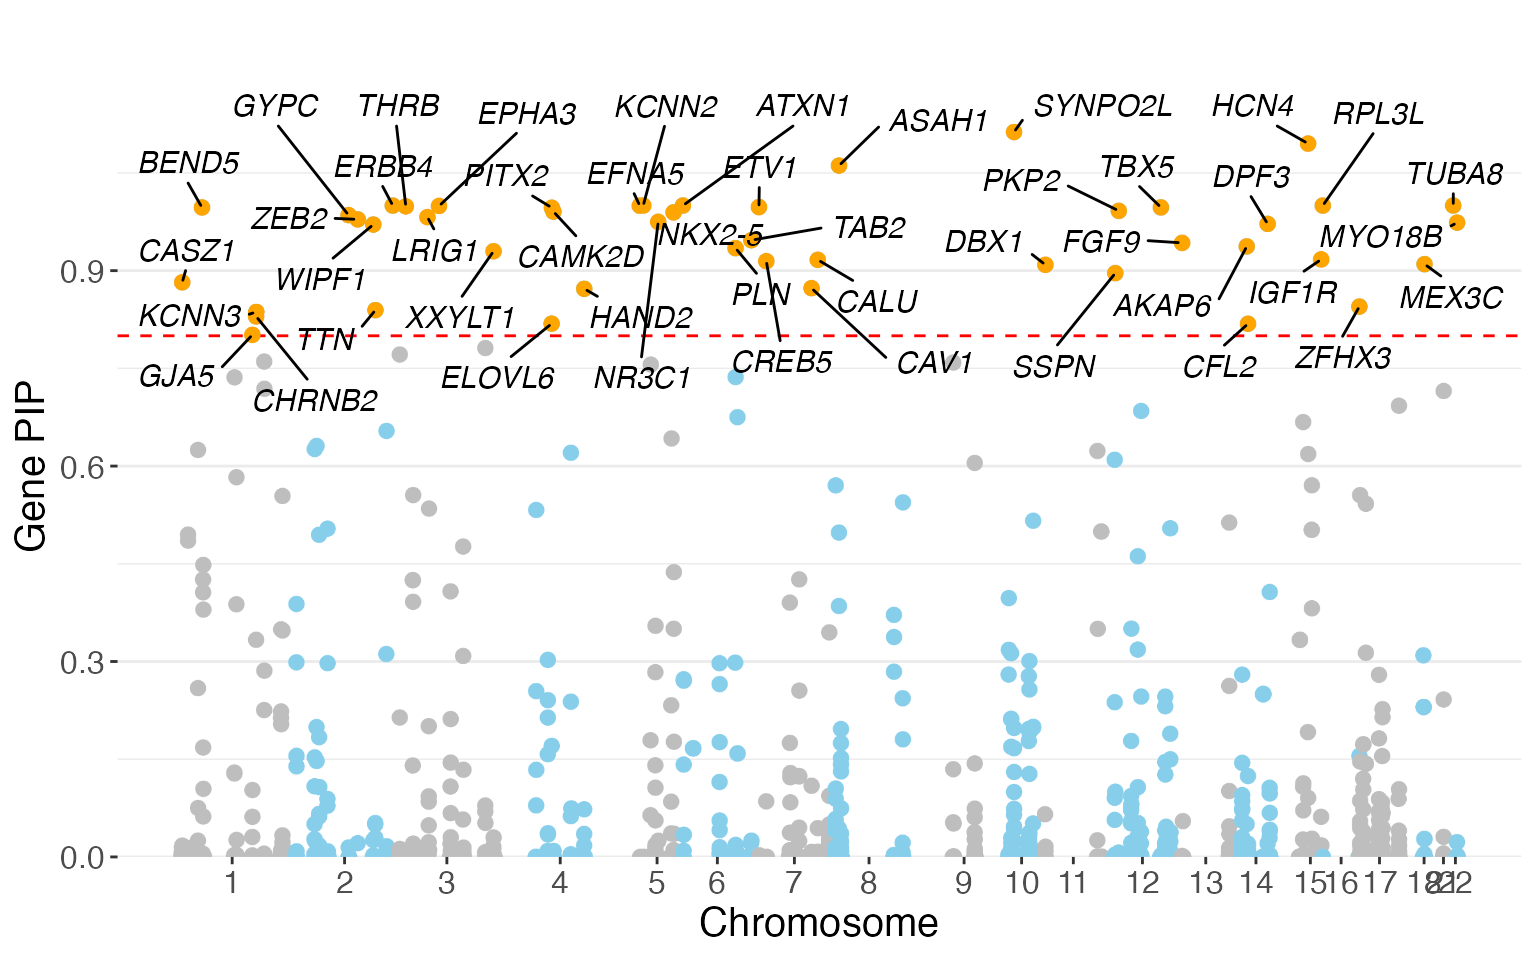 GYPC THRB EPHA3 KCNN2 ATXN1 ASAH1 SYNPO2L HCN4 RPL3L
BEND5 ERBB4 PITX2 EFNA5 ETV1 PKP2 TBX5 DPF3 TUBA8
ZEB2 NKX2-5 TAB2 DBX1 FGF9 MYO18B
CASZ1 WIPF1 LRIG1 CAMK2D
KCNN3 TTN XXYLT1 HAND2 PLN CALU AKAP6 IGF1R MEX3C
GJA5 CHRNB2 ELOVL6 NR3C1 CREB5 CAV1 SSPN CFL2 ZFHX3
Gene PIP
0.9
0.6
0.3
0.0
1 2 3 4 5 6 7 8 9 10 11 12 13 14 15 16 17 18 22
Chromosome